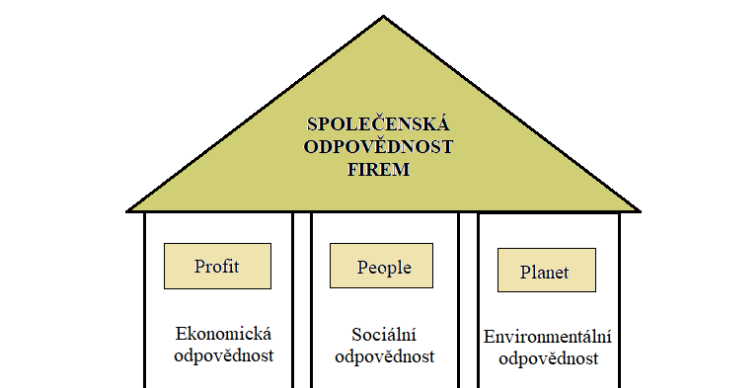 SPOLEČENSKÁ
ODPOVĚDNOST
FIREM
Profit
People
Planet
Ekonomická
odpovědnost
Sociální
odpovědnost
Environmentální
odpovědnost